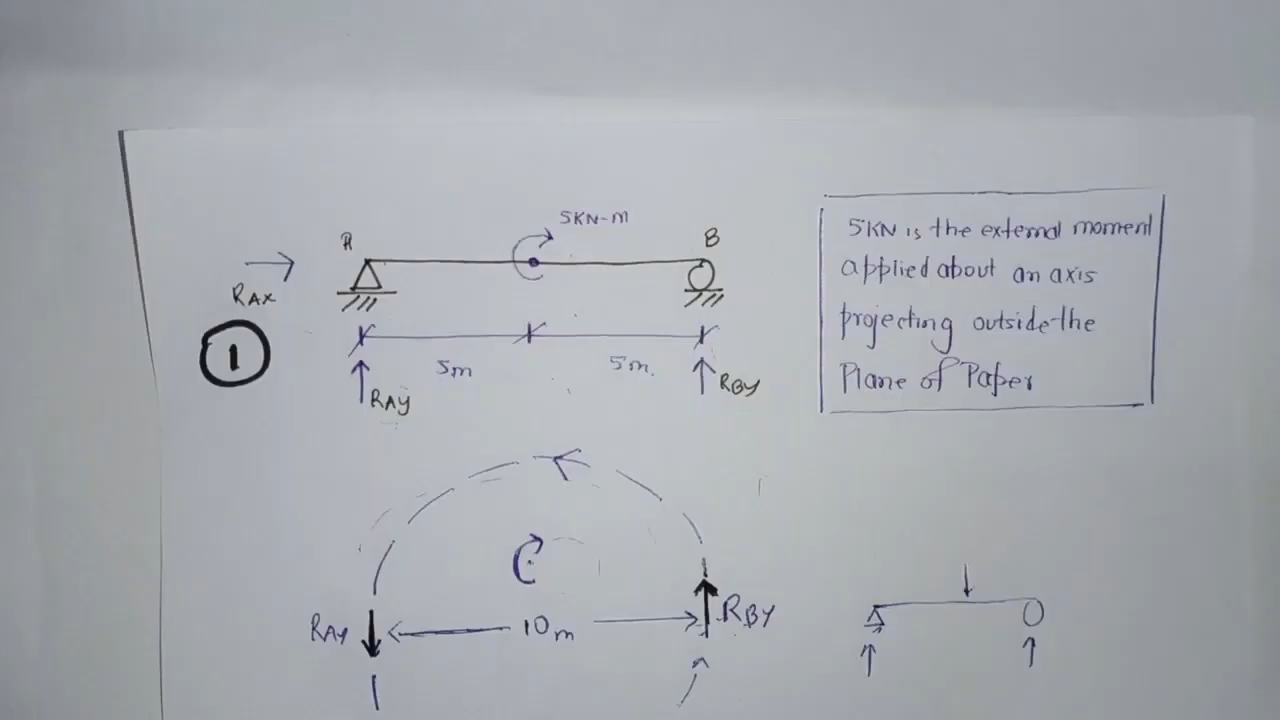 5KN-m
A
B
RAX
1
5m
5m.
RAY
RBY
5KN is the external moment
applied about an axis
projecting outside the
Plane of Paper
RAY
10m
RBY